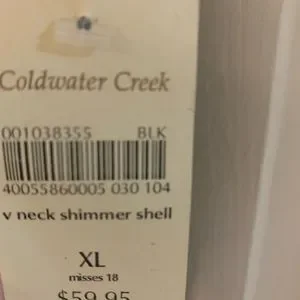 Coldwater Creek
001038355 BLK
40055860005 030 104
v neck shimmer shell
XL
misses 18
$59.95